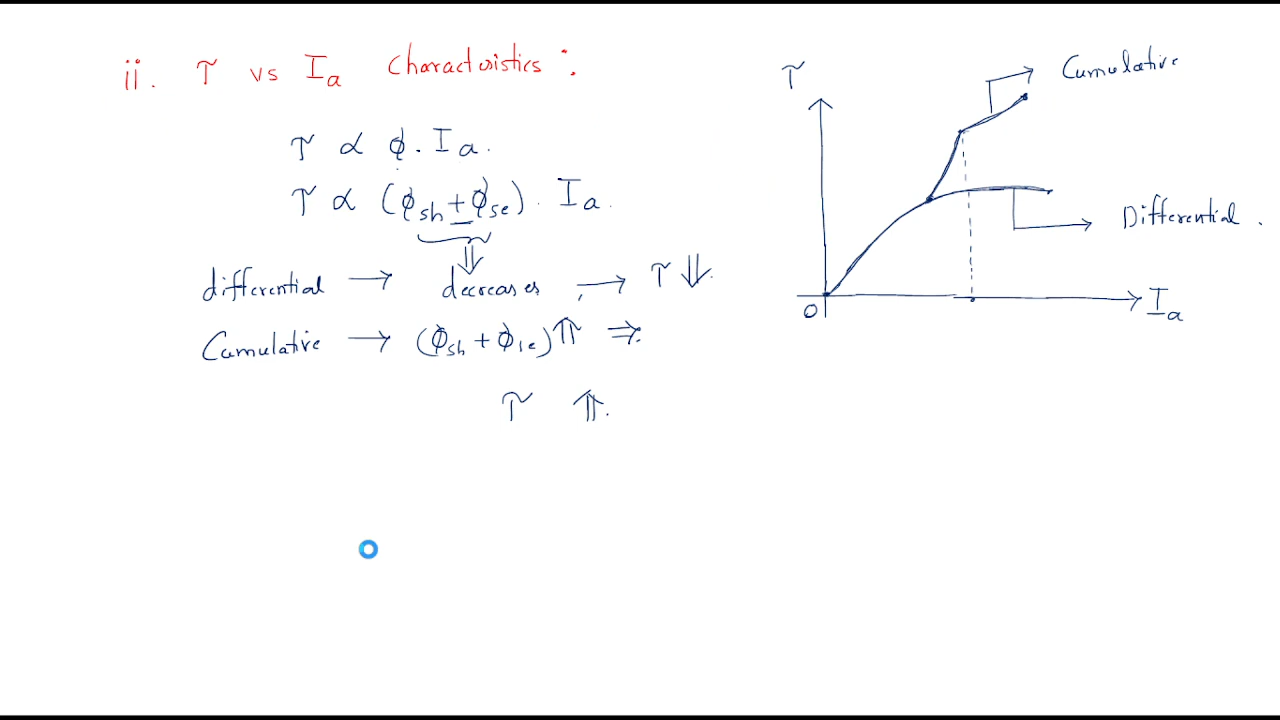 ii. τ vs Ia Characteristics :.
τ ∝ ϕ. Ia.
τ ∝ (ϕsh ± ϕse). Ia.
⇓
differential → decreases, → τ ⇓.
Cumulative → (ϕsh + ϕse) ⇑ ⇒.
τ ⇑.
τ
Cumulative
Differential.
0
Ia